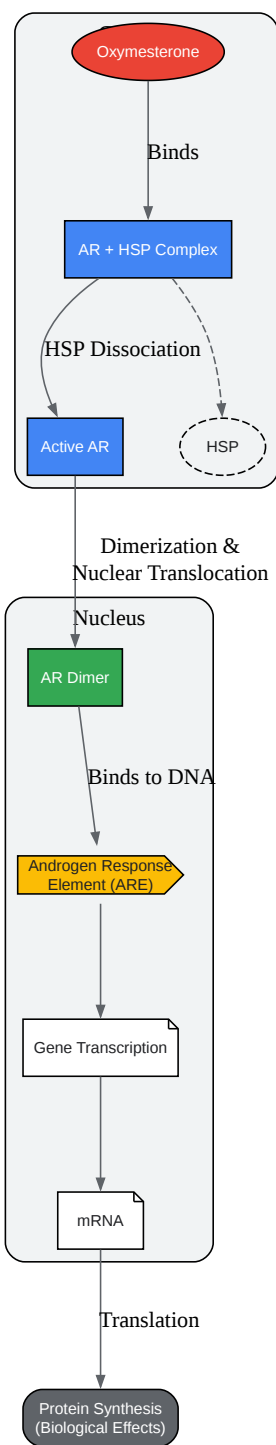 Oxymesterone
Binds
AR + HSP Complex
HSP Dissociation
Active AR
HSP
Dimerization &
Nuclear Translocation
Nucleus
AR Dimer
Binds to DNA
Androgen Response
Element (ARE)
Gene Transcription
mRNA
Translation
Protein Synthesis
(Biological Effects)